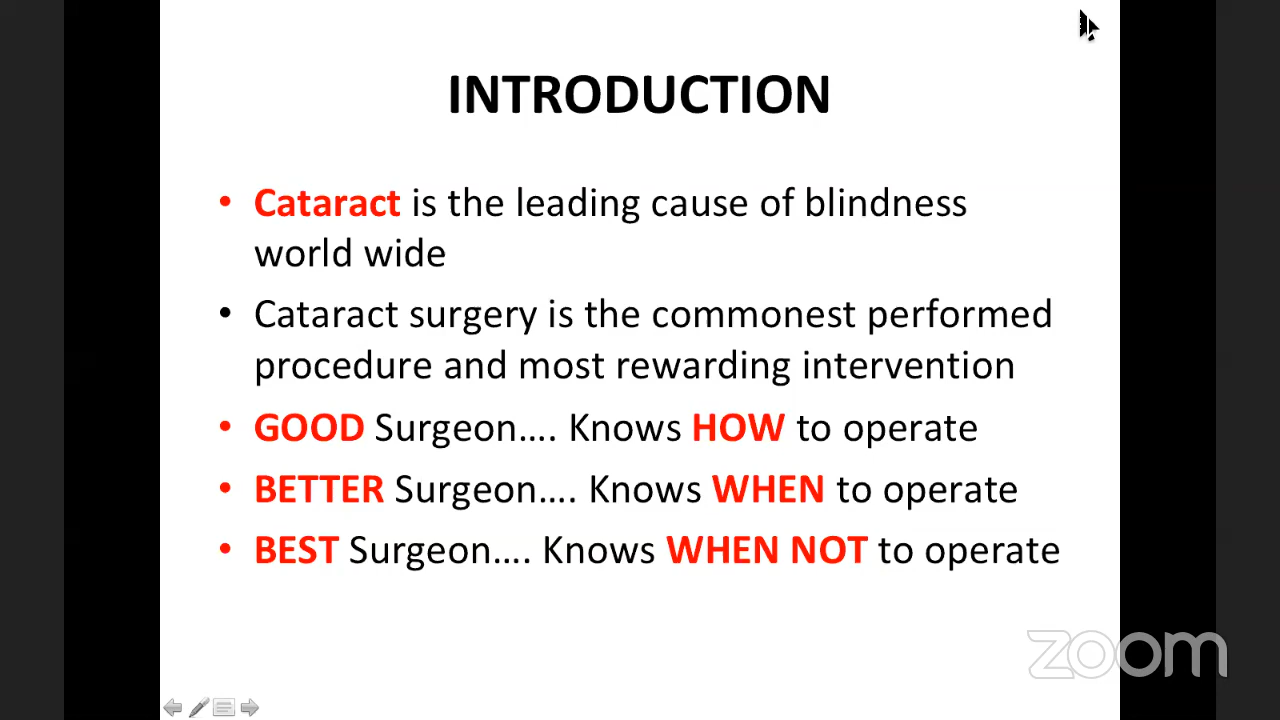 INTRODUCTION
• Cataract is the leading cause of blindness
world wide
• Cataract surgery is the commonest performed
procedure and most rewarding intervention
• GOOD Surgeon.... Knows HOW to operate
• BETTER Surgeon.... Knows WHEN to operate
• BEST Surgeon.... Knows WHEN NOT to operate
zoom